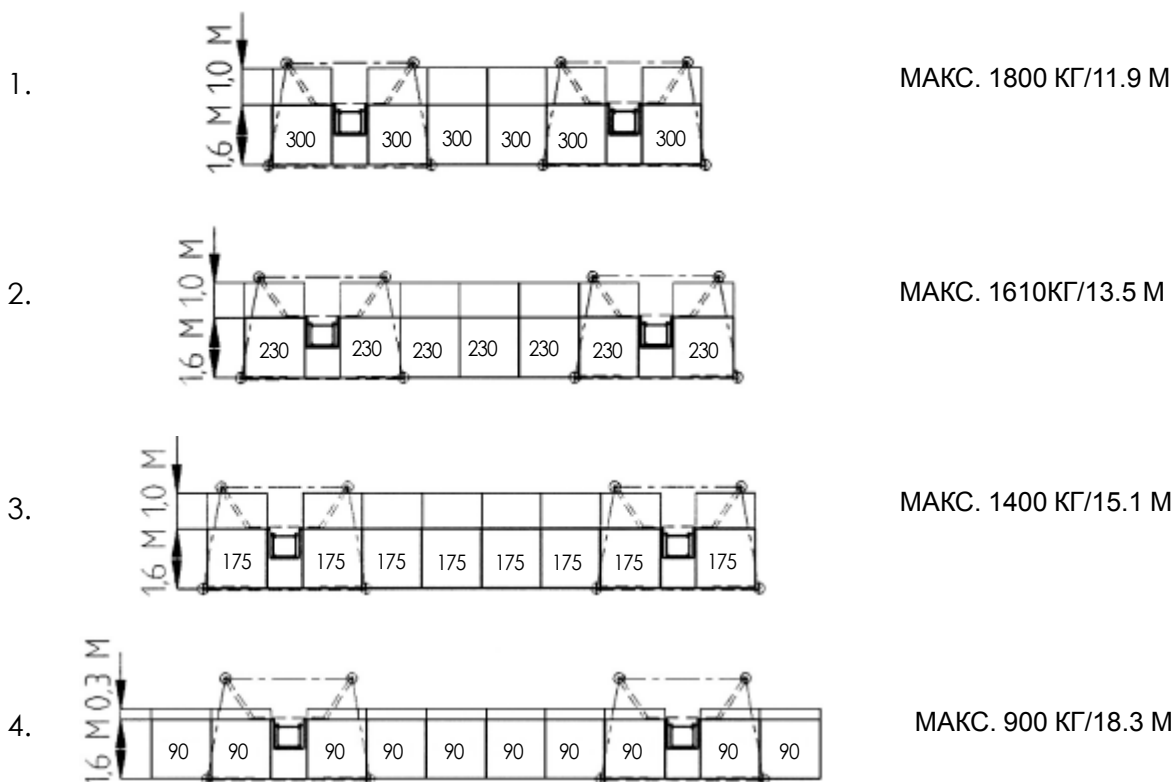 1.
1,6 М 1,0 М
300 300 300 300 300 300
МАКС. 1800 КГ/11.9 М
2.
1,6 М 1,0 М
230 230 230 230 230 230 230
МАКС. 1610КГ/13.5 М
3.
1,6 М 1,0 М
175 175 175 175 175 175 175 175
МАКС. 1400 КГ/15.1 М
4.
1,6 М 0,3 М
90 90 90 90 90 90 90 90 90 90
МАКС. 900 КГ/18.3 М